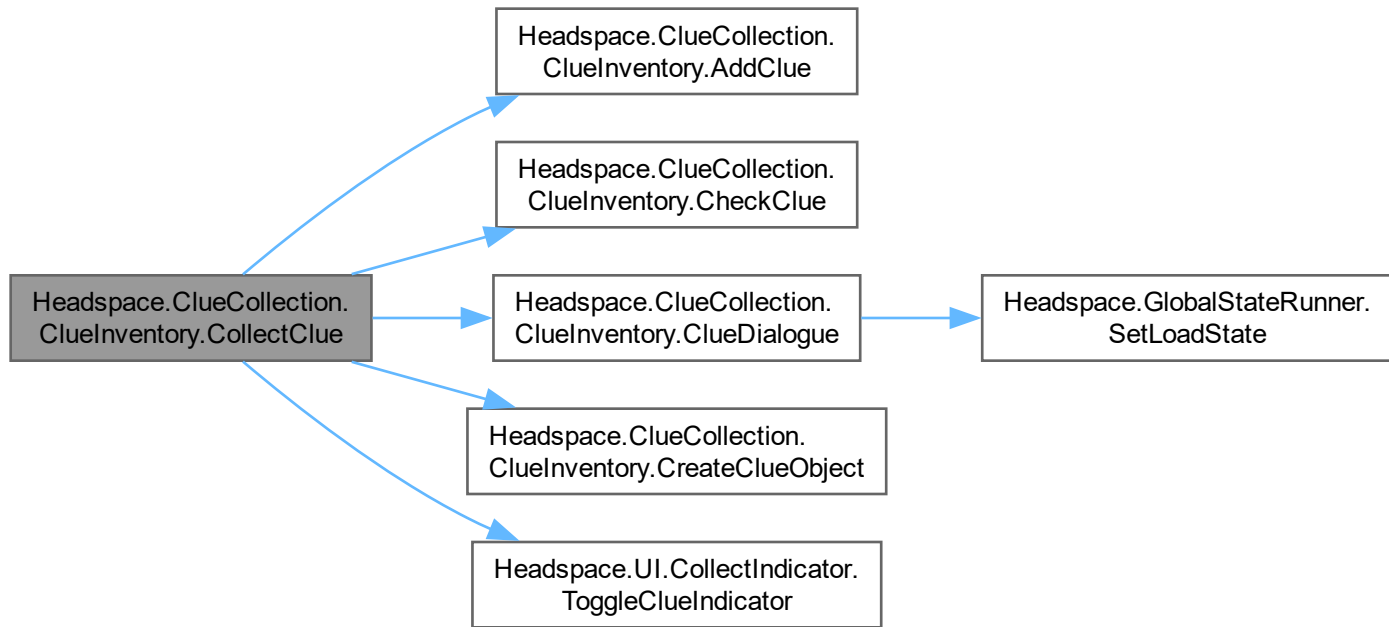 Headspace.ClueCollection.
ClueInventory.AddClue
Headspace.ClueCollection.
ClueInventory.CheckClue
Headspace.ClueCollection.
ClueInventory.CollectClue
Headspace.ClueCollection.
ClueInventory.ClueDialogue
Headspace.GlobalStateRunner.
SetLoadState
Headspace.ClueCollection.
ClueInventory.CreateClueObject
Headspace.UI.CollectIndicator.
ToggleClueIndicator